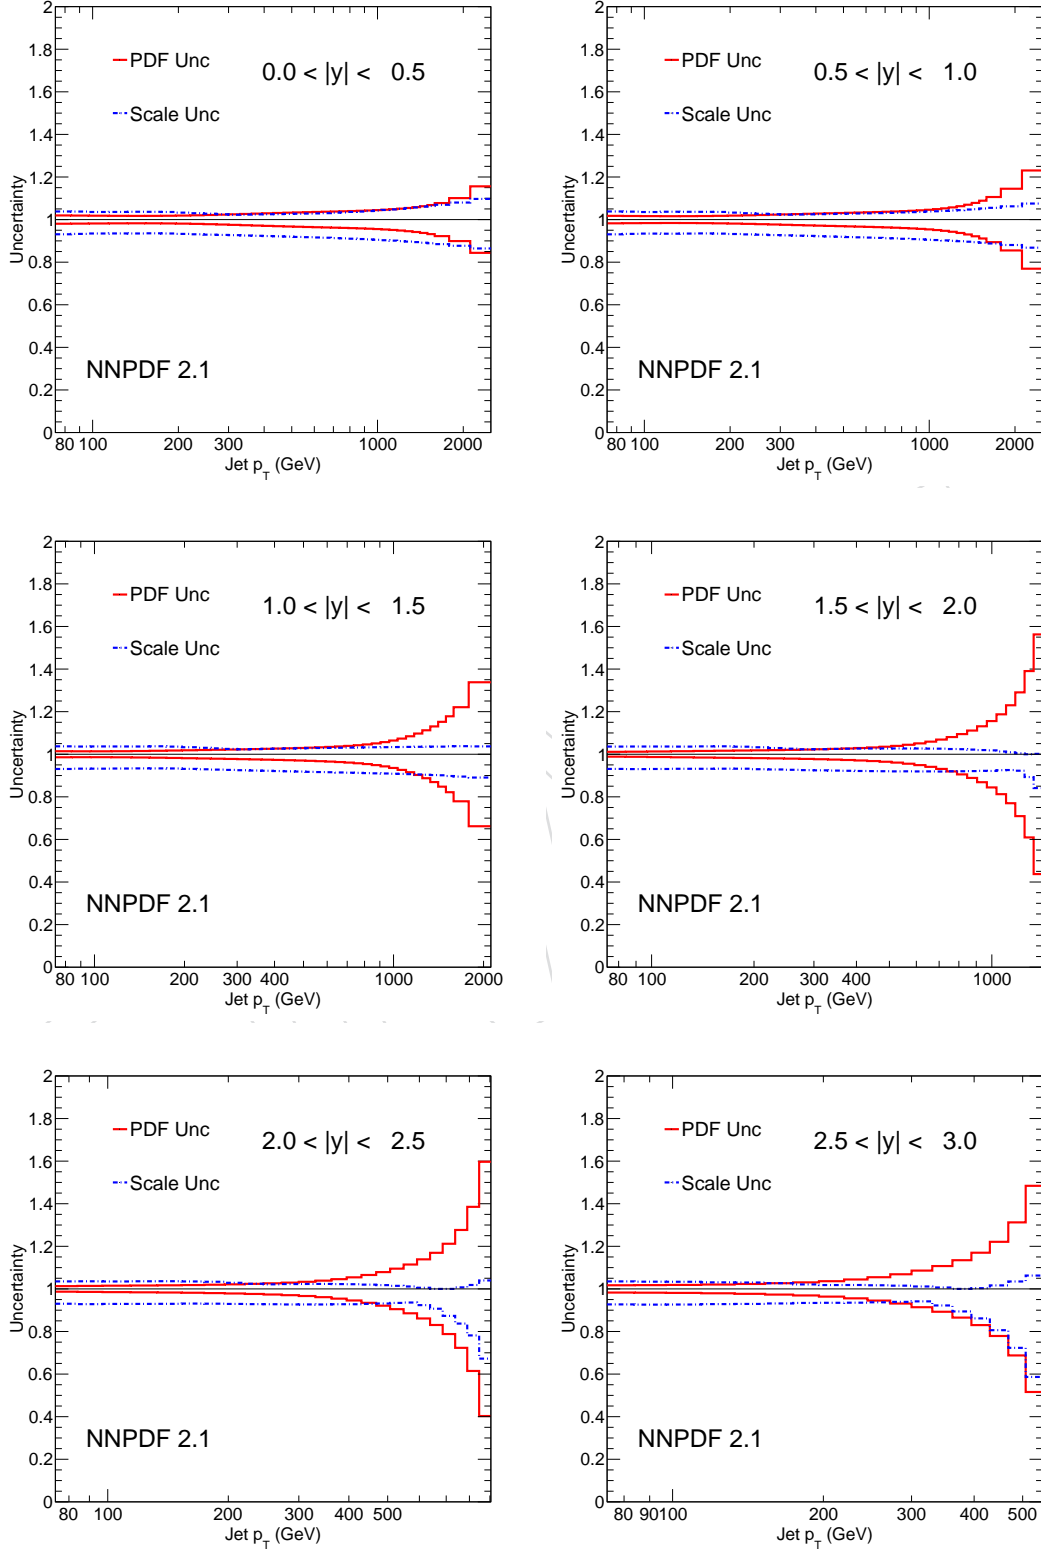 2
1.8
PDF Unc
0.0 < |y| < 0.5
1.6
Scale Unc
1.4
1.2
1
0.8
0.6
0.4
0.2
0
Uncertainty
NNPDF 2.1
80 100 200 300 1000 2000
Jet p_T (GeV)
2
1.8
PDF Unc
0.5 < |y| < 1.0
1.6
Scale Unc
1.4
1.2
1
0.8
0.6
0.4
0.2
0
Uncertainty
NNPDF 2.1
80 100 200 300 1000 2000
Jet p_T (GeV)
2
1.8
PDF Unc
1.0 < |y| < 1.5
1.6
Scale Unc
1.4
1.2
1
0.8
0.6
0.4
0.2
0
Uncertainty
NNPDF 2.1
80 100 200 300 400 1000 2000
Jet p_T (GeV)
2
1.8
PDF Unc
1.5 < |y| < 2.0
1.6
Scale Unc
1.4
1.2
1
0.8
0.6
0.4
0.2
0
Uncertainty
NNPDF 2.1
80 100 200 300 400 1000
Jet p_T (GeV)
2
1.8
PDF Unc
2.0 < |y| < 2.5
1.6
Scale Unc
1.4
1.2
1
0.8
0.6
0.4
0.2
0
Uncertainty
NNPDF 2.1
80 100 200 300 400 500
Jet p_T (GeV)
2
1.8
PDF Unc
2.5 < |y| < 3.0
1.6
Scale Unc
1.4
1.2
1
0.8
0.6
0.4
0.2
0
Uncertainty
NNPDF 2.1
80 90 100 200 300 400 500
Jet p_T (GeV)